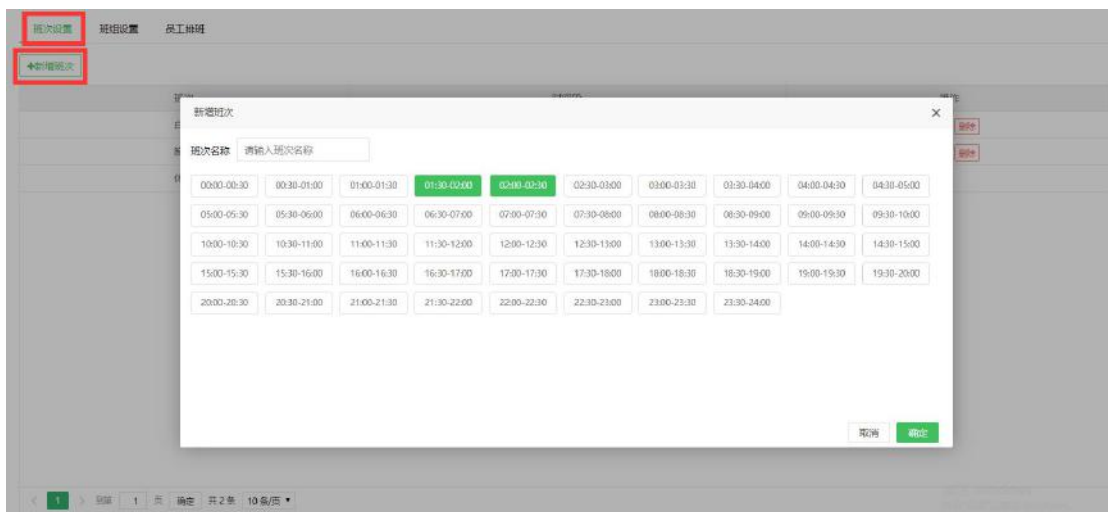 班次设置 班组设置 员工排班
+新增班次
新增班次 ×
删除
班次名称 请输入班次名称
删除
00:00-00:30 00:30-01:00 01:00-01:30 01:30-02:00 02:00-02:30 02:30-03:00 03:00-03:30 03:30-04:00 04:00-04:30 04:30-05:00
05:00-05:30 05:30-06:00 06:00-06:30 06:30-07:00 07:00-07:30 07:30-08:00 08:00-08:30 08:30-09:00 09:00-09:30 09:30-10:00
10:00-10:30 10:30-11:00 11:00-11:30 11:30-12:00 12:00-12:30 12:30-13:00 13:00-13:30 13:30-14:00 14:00-14:30 14:30-15:00
15:00-15:30 15:30-16:00 16:00-16:30 16:30-17:00 17:00-17:30 17:30-18:00 18:00-18:30 18:30-19:00 19:00-19:30 19:30-20:00
20:00-20:30 20:30-21:00 21:00-21:30 21:30-22:00 22:00-22:30 22:30-23:00 23:00-23:30 23:30-24:00
取消 确定
< 1 > 到第 1 页 确定 共2条 10条/页